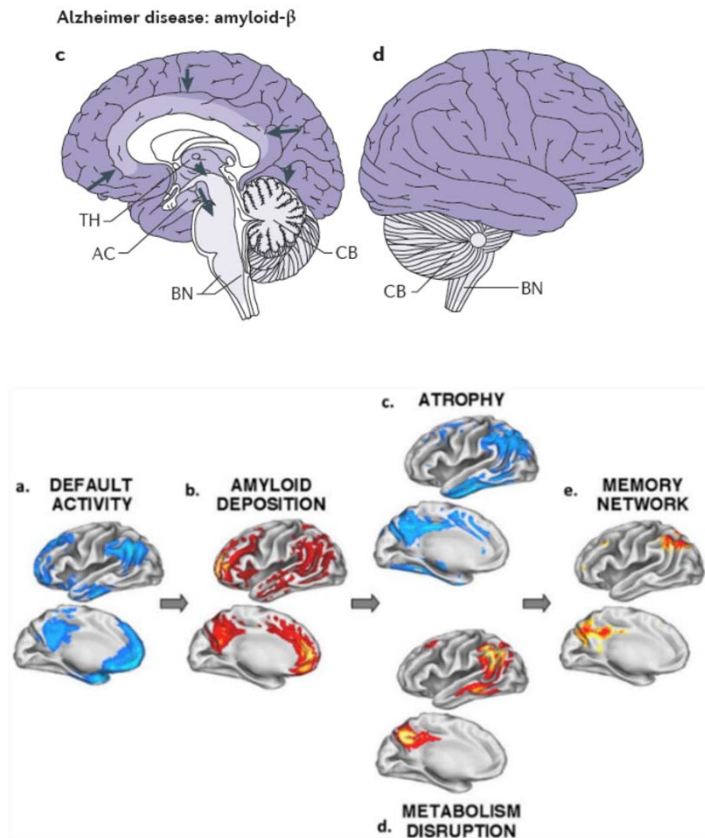 Alzheimer disease: amyloid-β
c
d
TH
AC
BN
CB
CB
BN
a. DEFAULT
ACTIVITY
b. AMYLOID
DEPOSITION
c. ATROPHY
d. METABOLISM
DISRUPTION
e. MEMORY
NETWORK